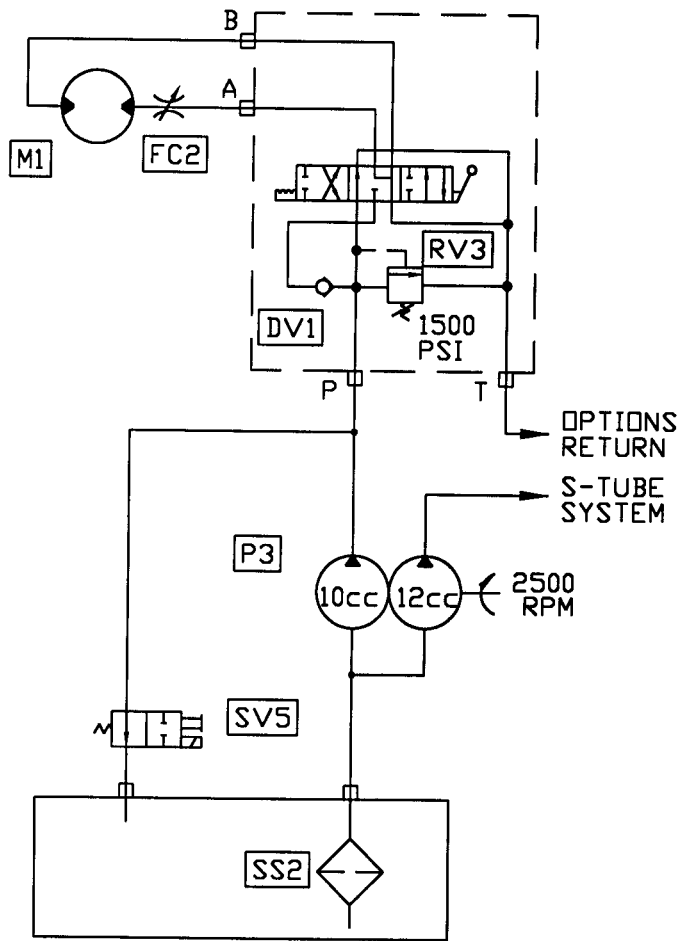 B
A
M1
FC2
RV3
DV1
1500
PSI
P
T
OPTIONS
RETURN
S-TUBE
SYSTEM
P3
10cc
12cc
2500
RPM
SV5
SS2